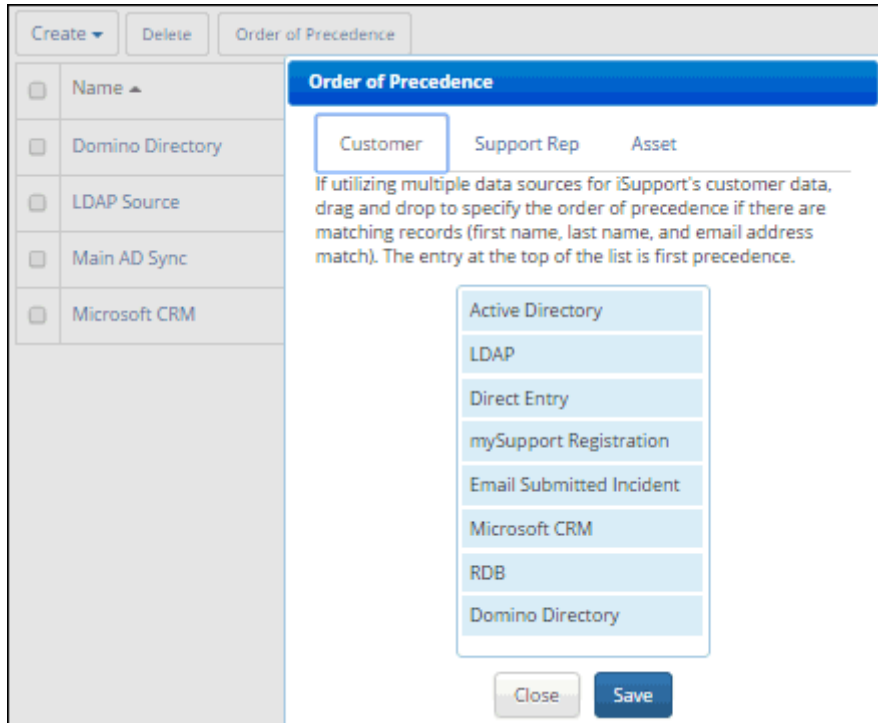 Create
Delete
Order of Precedence
Name
Domino Directory
LDAP Source
Main AD Sync
Microsoft CRM
Order of Precedence
Customer
Support Rep
Asset
If utilizing multiple data sources for iSupport's customer data,
drag and drop to specify the order of precedence if there are
matching records (first name, last name, and email address
match). The entry at the top of the list is first precedence.
Active Directory
LDAP
Direct Entry
mySupport Registration
Email Submitted Incident
Microsoft CRM
RDB
Domino Directory
Close
Save